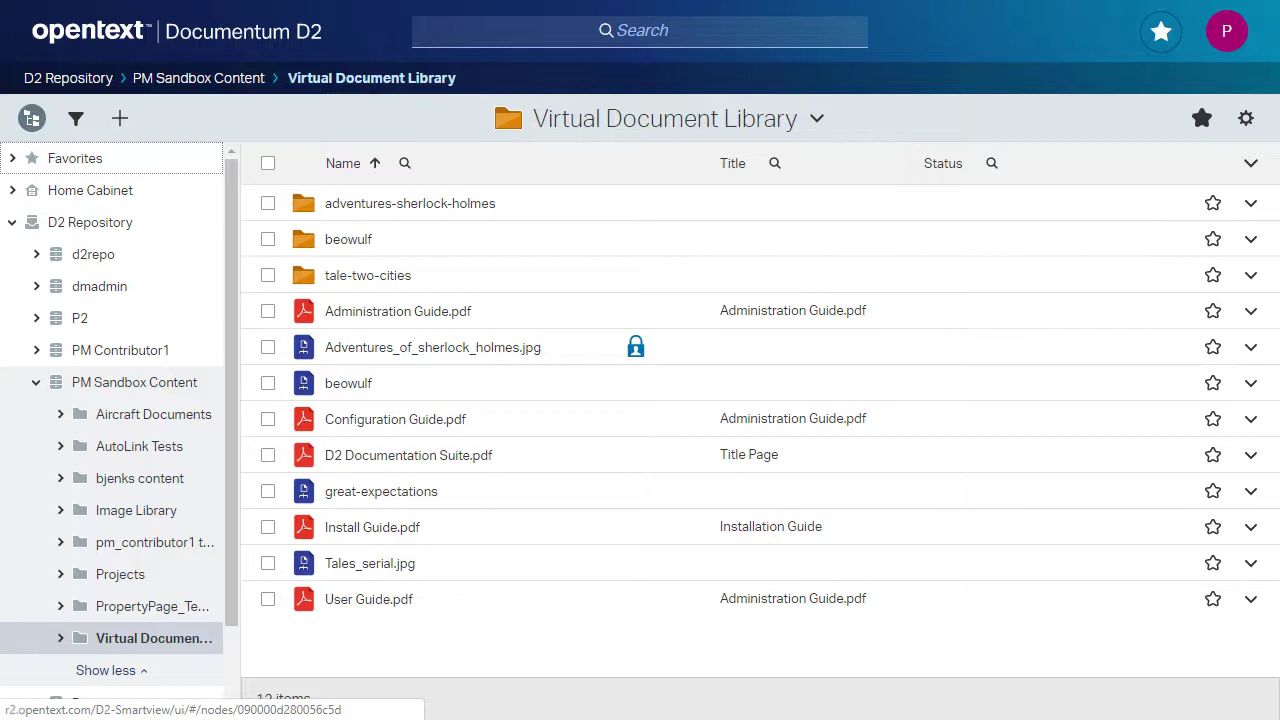 opentext™ | Documentum D2
Search
P
D2 Repository > PM Sandbox Content > Virtual Document Library
Virtual Document Library
Favorites
Home Cabinet
D2 Repository
d2repo
dmadmin
P2
PM Contributor1
PM Sandbox Content
Aircraft Documents
AutoLink Tests
bjenks content
Image Library
pm_contributor1 t...
Projects
PropertyPage_Te...
Virtual Documen...
Show less
Name Title Status
adventures-sherlock-holmes
beowulf
tale-two-cities
Administration Guide.pdf Administration Guide.pdf
Adventures_of_sherlock_holmes.jpg
beowulf
Configuration Guide.pdf Administration Guide.pdf
D2 Documentation Suite.pdf Title Page
great-expectations
Install Guide.pdf Installation Guide
Tales_serial.jpg
User Guide.pdf Administration Guide.pdf
12 items
r2.opentext.com/D2-Smartview/ui/#/nodes/090000d280056c5d